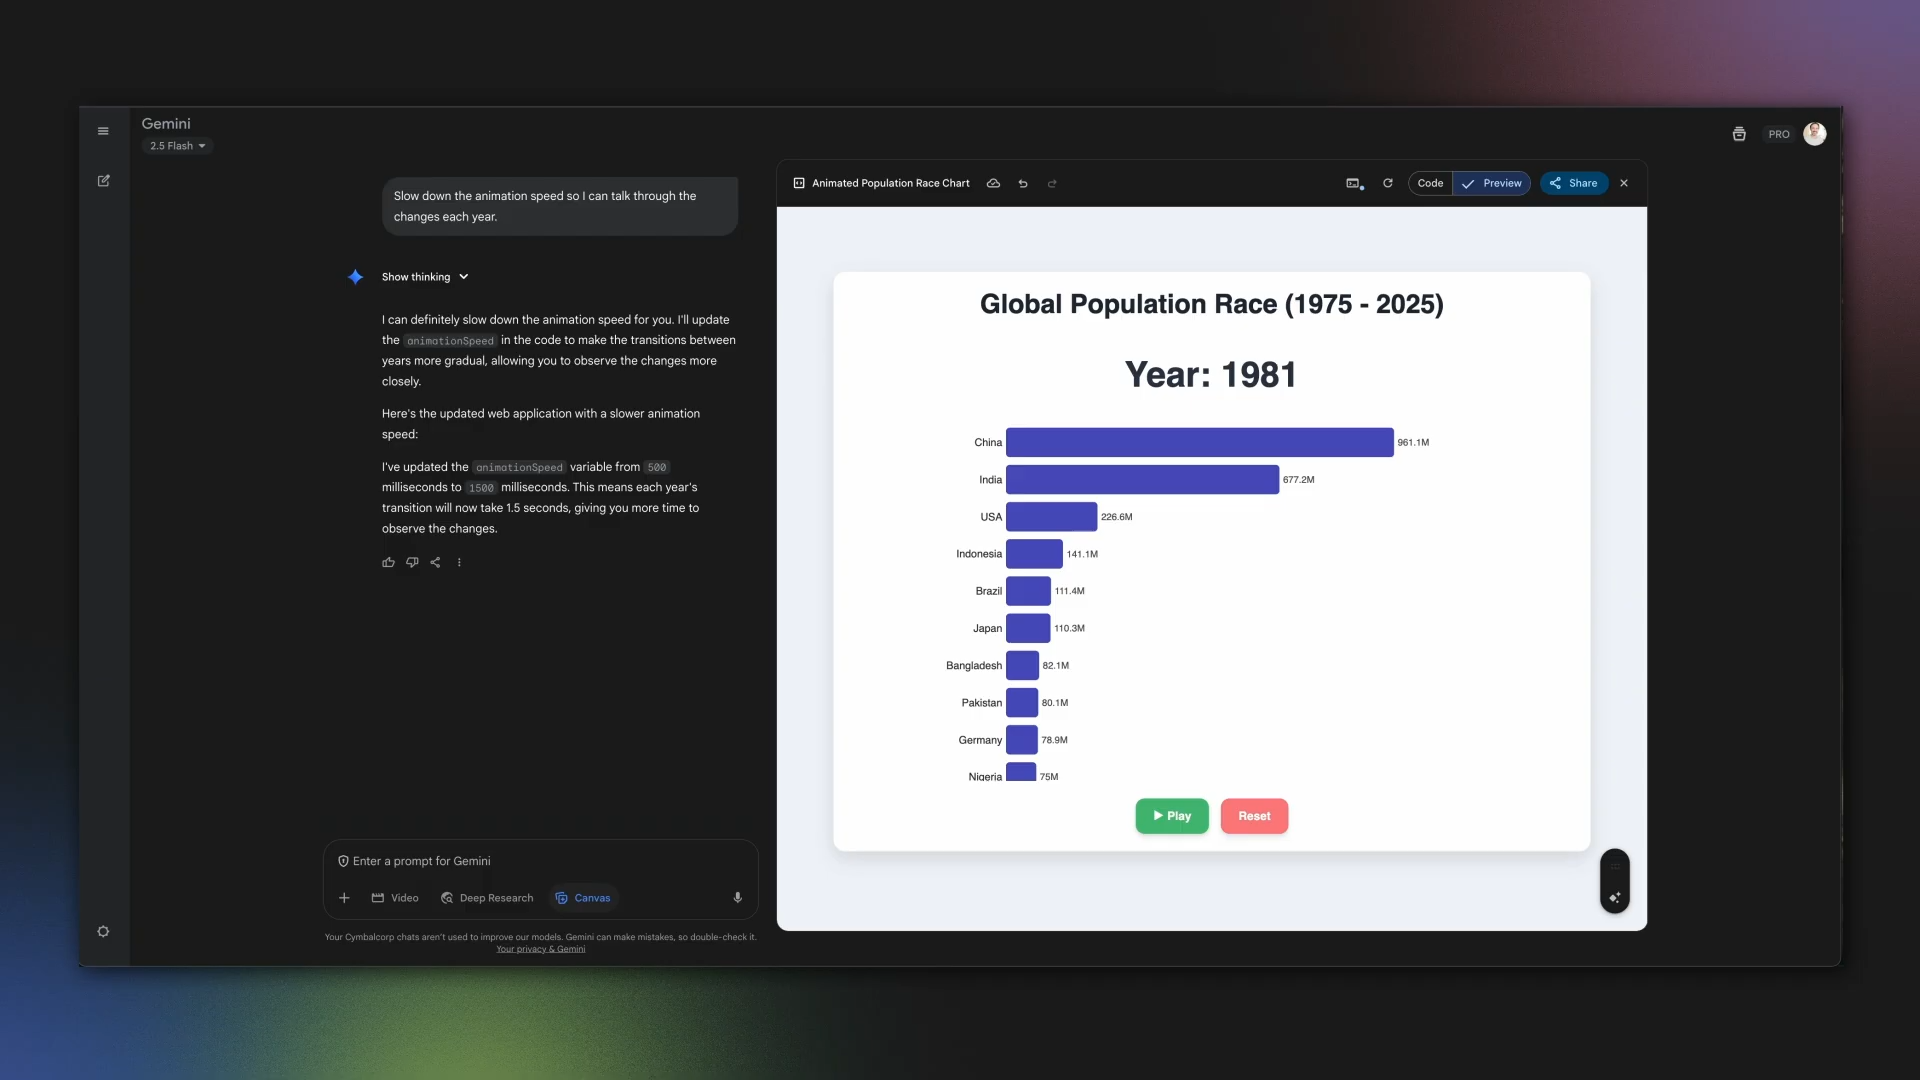 Gemini
2.5 Flash
PRO
Slow down the animation speed so I can talk through the
changes each year.
Show thinking
I can definitely slow down the animation speed for you. I'll update
the animationSpeed in the code to make the transitions between
years more gradual, allowing you to observe the changes more
closely.
Here's the updated web application with a slower animation
speed:
I've updated the animationSpeed variable from 500
milliseconds to 1500 milliseconds. This means each year's
transition will now take 1.5 seconds, giving you more time to
observe the changes.
Enter a prompt for Gemini
Video
Deep Research
Canvas
Your Cymbalcorp chats aren't used to improve our models. Gemini can make mistakes, so double-check it.
Your privacy & Gemini
Animated Population Race Chart
Code
Preview
Share
Global Population Race (1975 - 2025)
Year: 1981
China 961.1M
India 677.2M
USA 226.6M
Indonesia 141.1M
Brazil 111.4M
Japan 110.3M
Bangladesh 82.1M
Pakistan 80.1M
Germany 78.9M
Nigeria 75M
Play
Reset